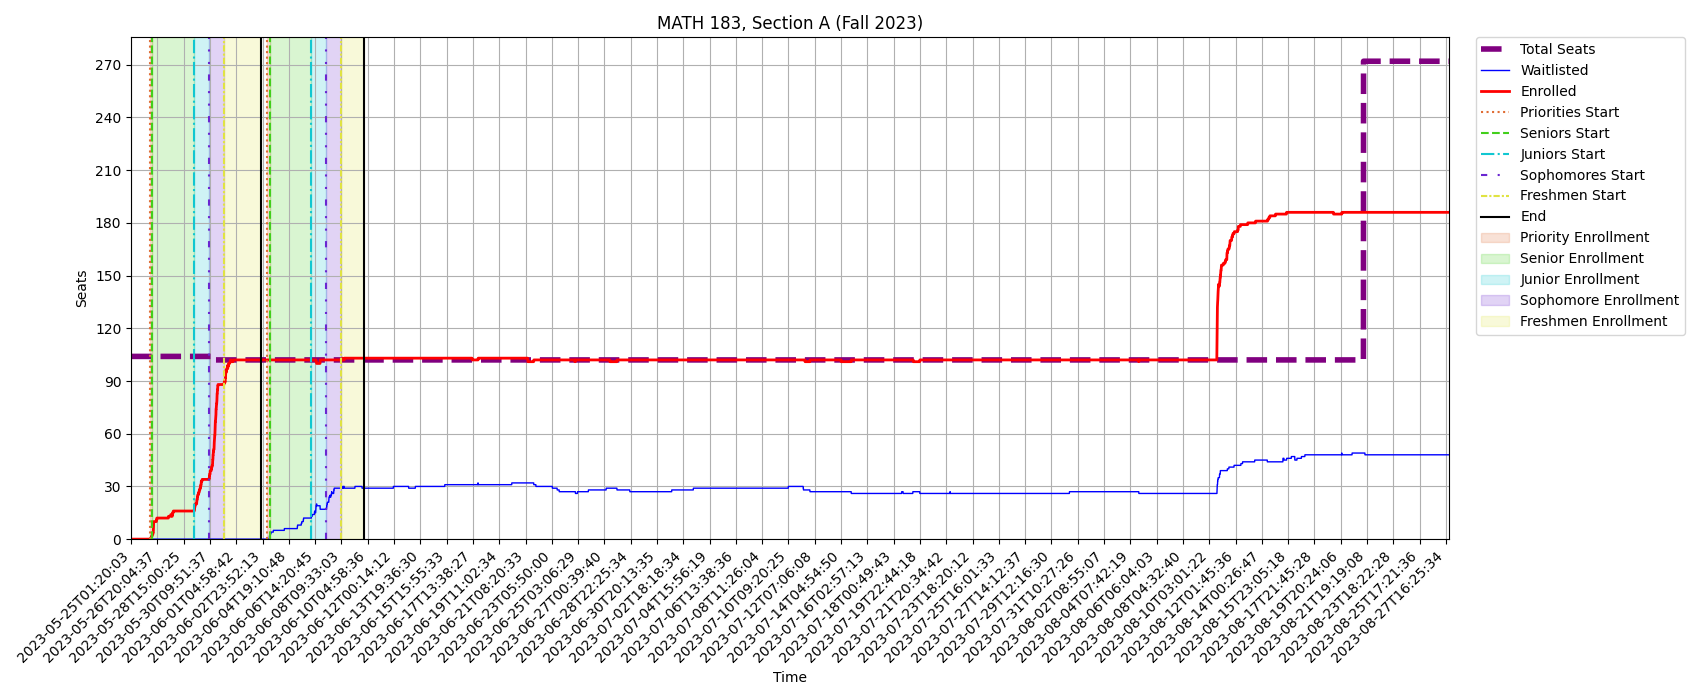 MATH 183, Section A (Fall 2023)
Seats
270
240
210
180
150
120
90
60
30
0
2023-05-25T01:20:03
2023-05-26T20:04:37
2023-05-28T15:00:25
2023-05-30T09:51:37
2023-06-01T04:58:42
2023-06-02T23:52:13
2023-06-04T19:10:48
2023-06-06T14:20:45
2023-06-08T09:33:03
2023-06-10T04:58:36
2023-06-12T00:14:12
2023-06-13T19:36:30
2023-06-15T15:55:33
2023-06-17T13:38:27
2023-06-19T11:02:34
2023-06-21T08:20:33
2023-06-23T05:50:00
2023-06-25T03:06:29
2023-06-27T00:39:40
2023-06-28T22:25:34
2023-06-30T20:13:35
2023-07-02T18:18:34
2023-07-04T15:56:19
2023-07-06T13:38:36
2023-07-08T11:26:04
2023-07-10T09:20:25
2023-07-12T07:06:08
2023-07-14T04:54:50
2023-07-16T02:57:13
2023-07-18T00:49:43
2023-07-19T22:44:18
2023-07-21T20:34:42
2023-07-23T18:20:12
2023-07-25T16:01:33
2023-07-27T14:12:37
2023-07-29T12:16:30
2023-07-31T10:27:26
2023-08-02T08:55:07
2023-08-04T07:42:19
2023-08-06T06:04:03
2023-08-08T04:32:40
2023-08-10T03:01:22
2023-08-12T01:45:36
2023-08-14T00:26:47
2023-08-15T23:05:18
2023-08-17T21:45:28
2023-08-19T20:24:06
2023-08-21T19:19:08
2023-08-23T18:22:28
2023-08-25T17:21:36
2023-08-27T16:25:34
Time
Total Seats
Waitlisted
Enrolled
Priorities Start
Seniors Start
Juniors Start
Sophomores Start
Freshmen Start
End
Priority Enrollment
Senior Enrollment
Junior Enrollment
Sophomore Enrollment
Freshmen Enrollment